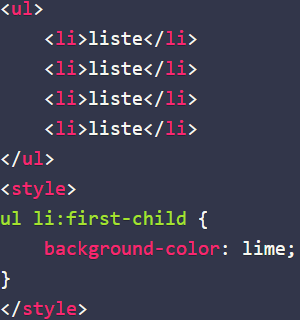 <ul>
    <li>liste</li>
    <li>liste</li>
    <li>liste</li>
    <li>liste</li>
</ul>
<style>
ul li:first-child {
    background-color: lime;
}
</style>